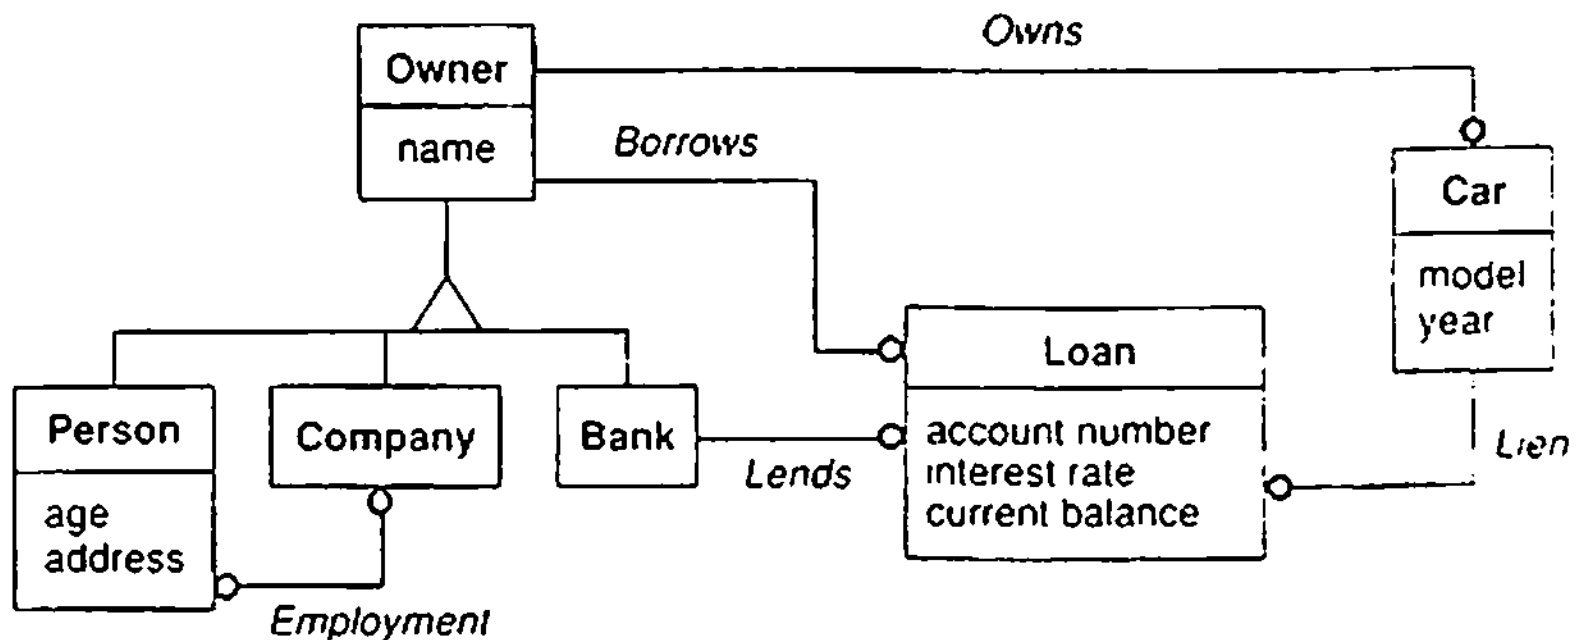 Owns
Owner
name
Borrows
Car
model
year
Loan
account number
interest rate
current balance
Person
age
address
Company
Bank
Lends
Lien
Employment